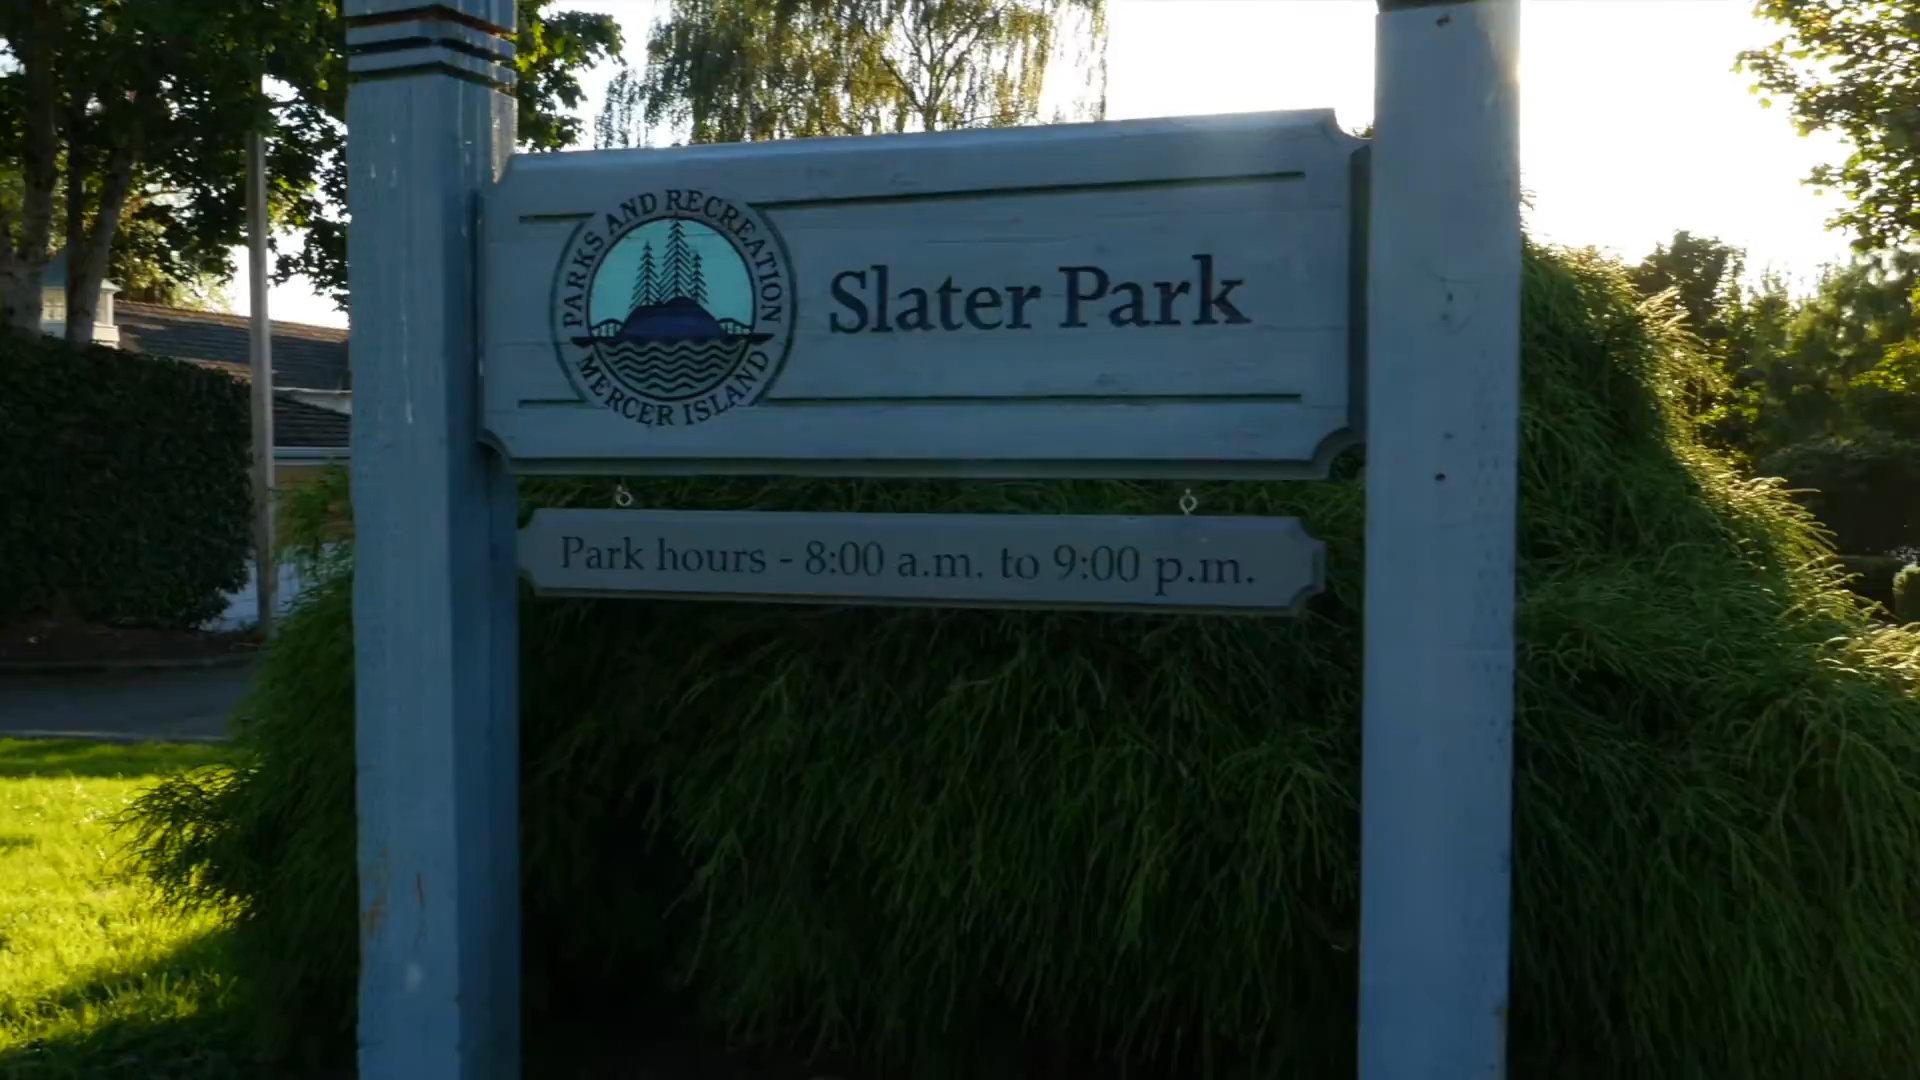 PARKS AND RECREATION
MERCER ISLAND
Slater Park
Park hours - 8:00 a.m. to 9:00 p.m.